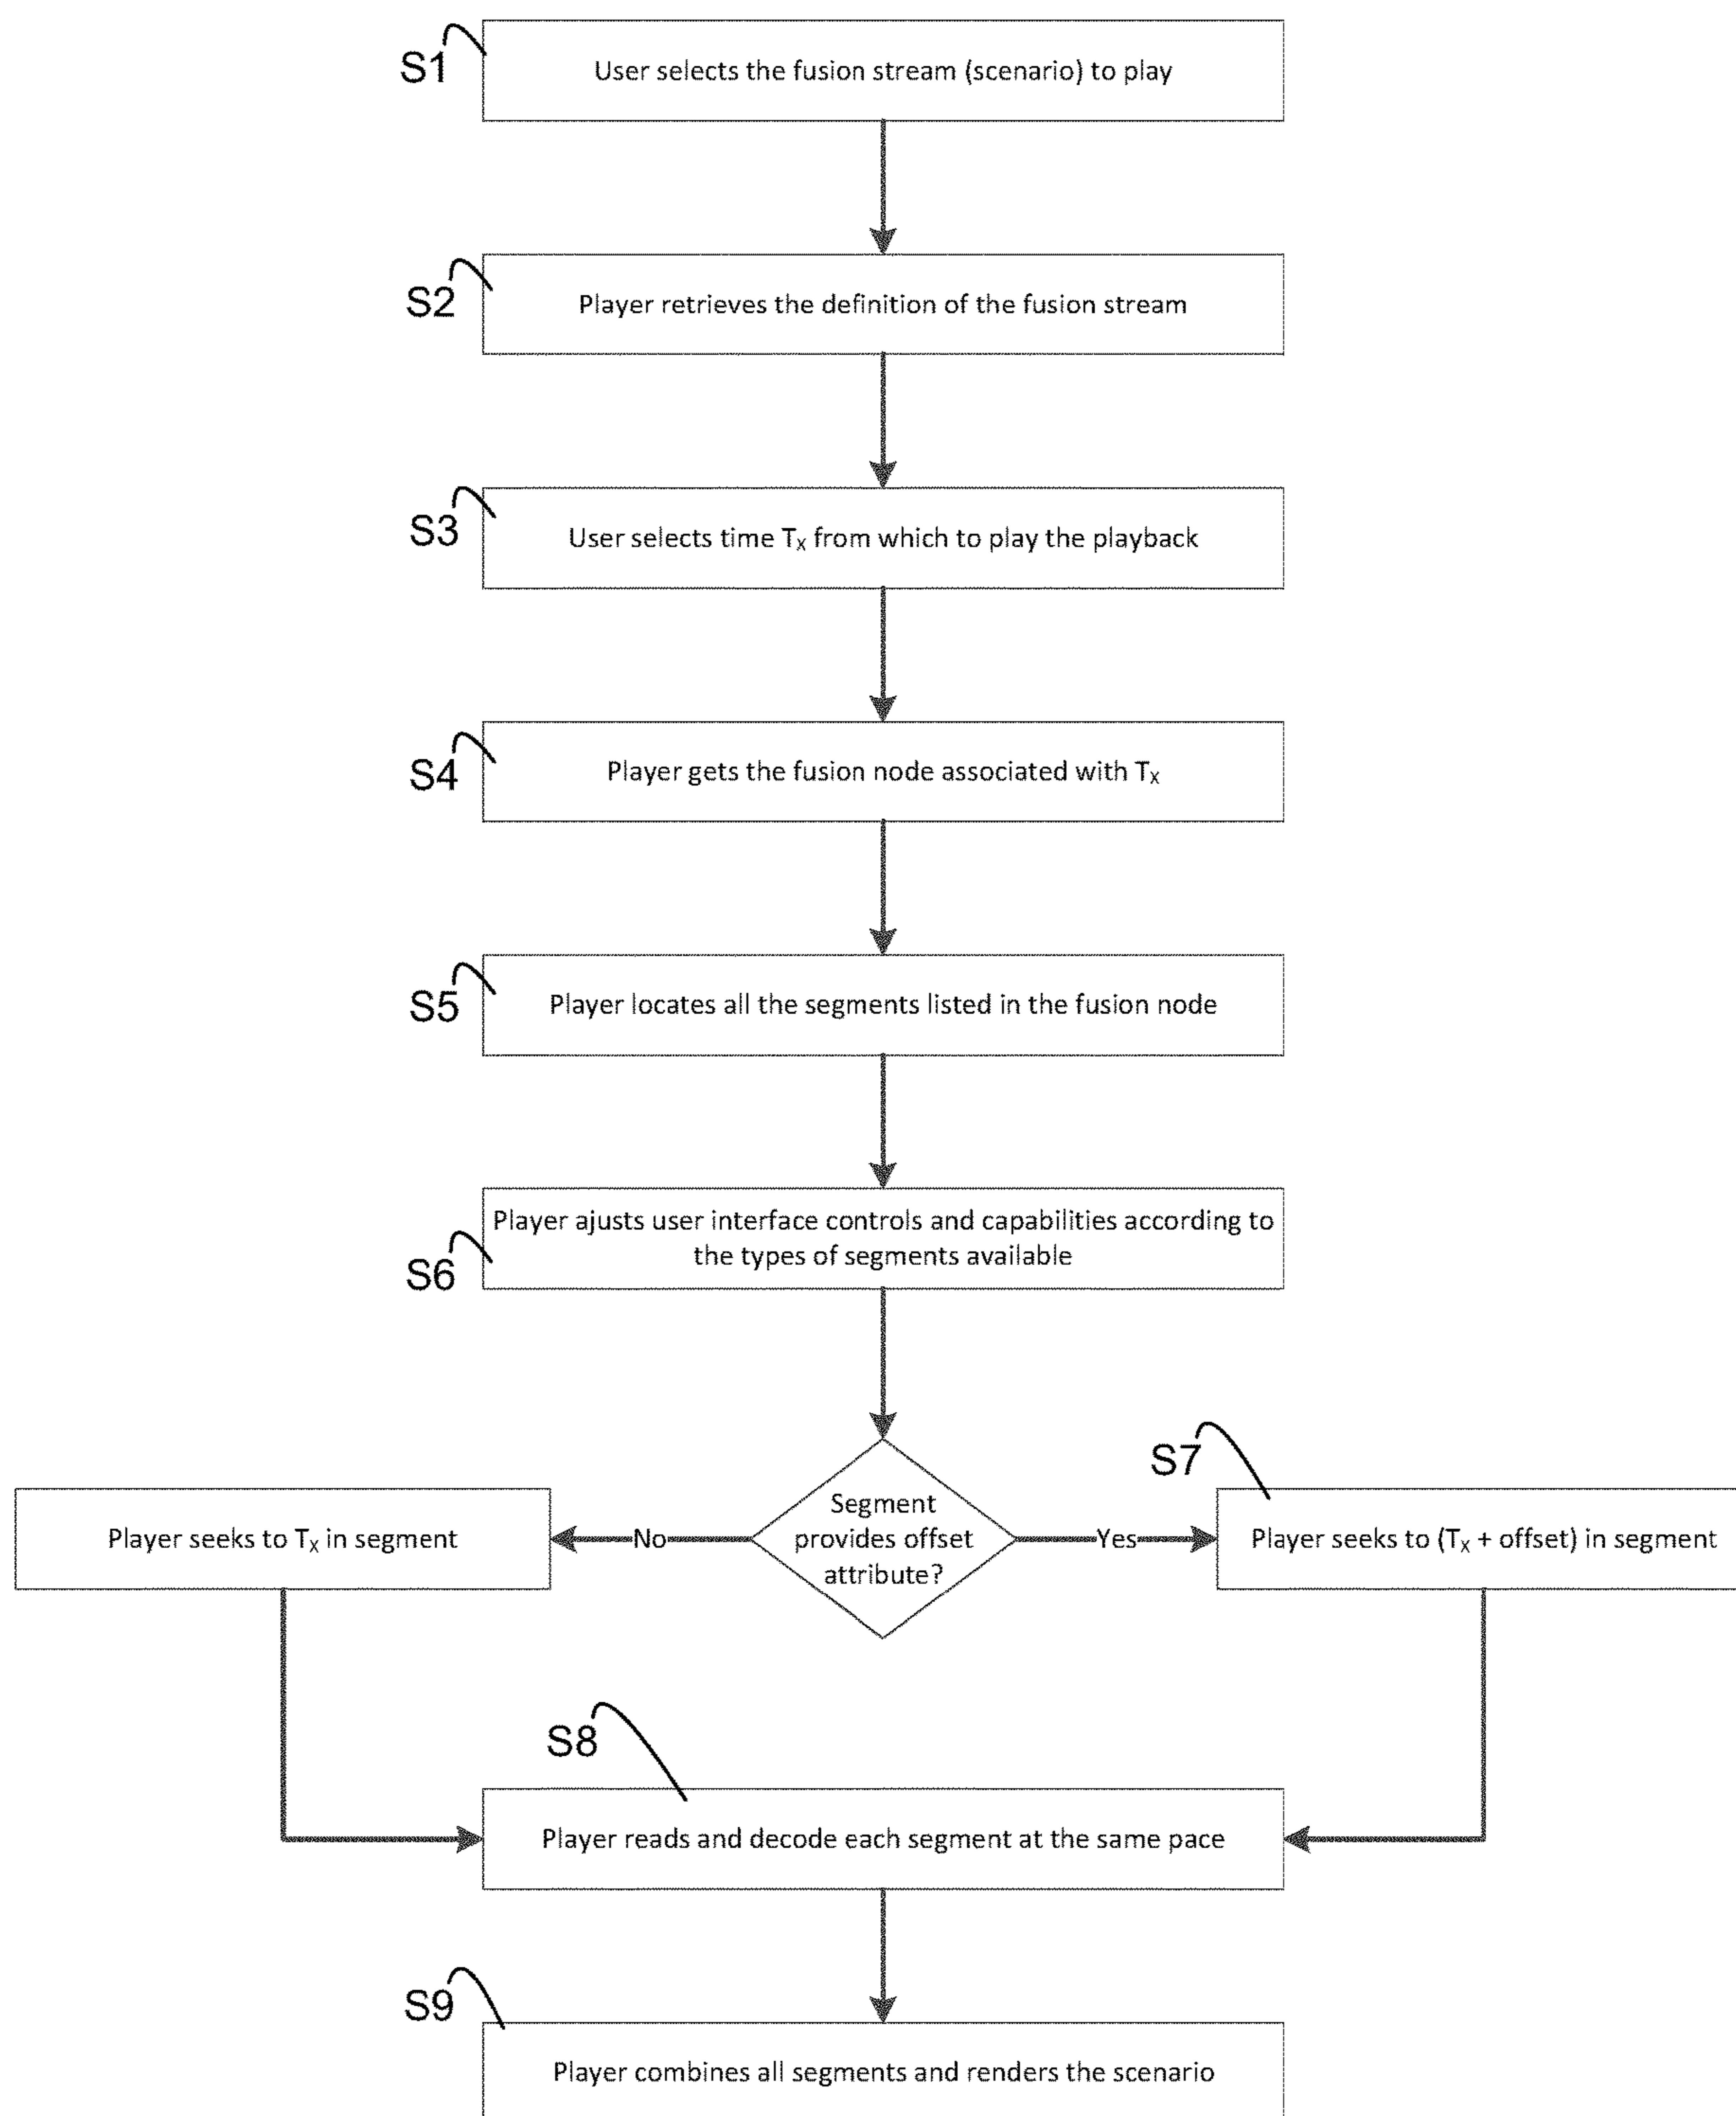 S1
User selects the fusion stream (scenario) to play
S2
Player retrieves the definition of the fusion stream
S3
User selects time Tx from which to play the playback
S4
Player gets the fusion node associated with Tx
S5
Player locates all the segments listed in the fusion node
S6
Player ajusts user interface controls and capabilities according to
the types of segments available
Segment
provides offset
attribute?
No
Yes
Player seeks to Tx in segment
S7
Player seeks to (Tx + offset) in segment
S8
Player reads and decode each segment at the same pace
S9
Player combines all segments and renders the scenario